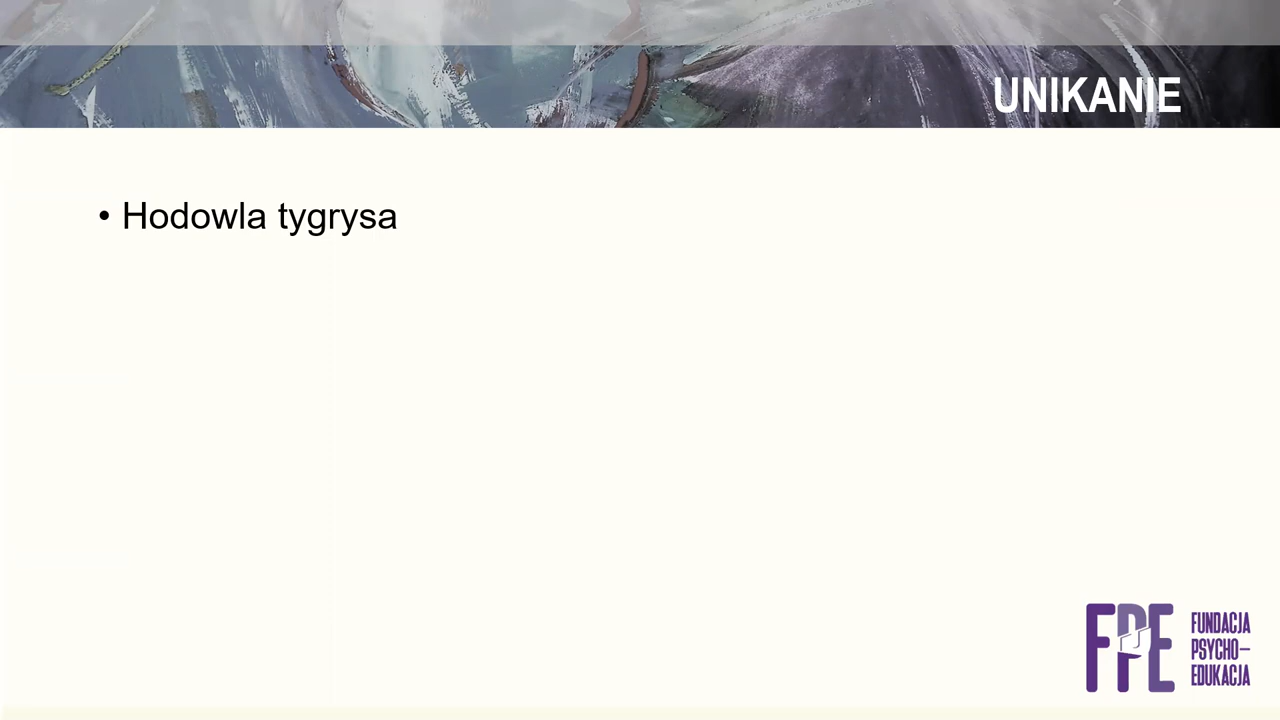 UNIKANIE
• Hodowla tygrysa
FPE
FUNDACJA
PSYCHO–
EDUKACJA